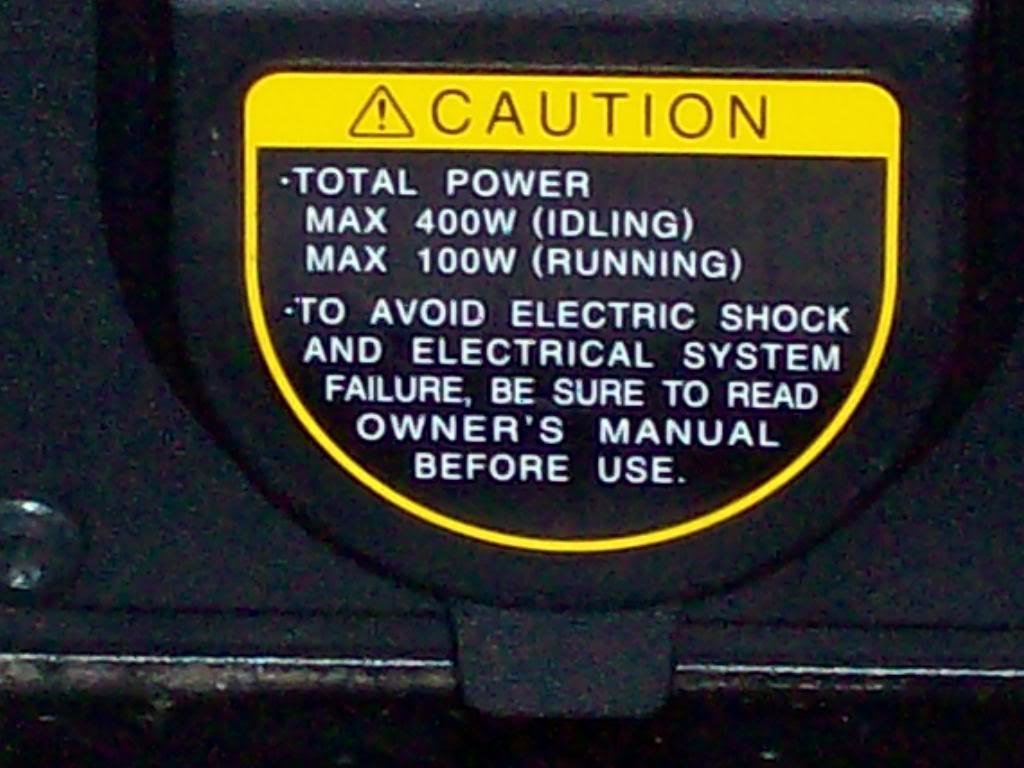 CAUTION
·TOTAL POWER
MAX 400W (IDLING)
MAX 100W (RUNNING)
·TO AVOID ELECTRIC SHOCK
AND ELECTRICAL SYSTEM
FAILURE, BE SURE TO READ
OWNER'S MANUAL
BEFORE USE.